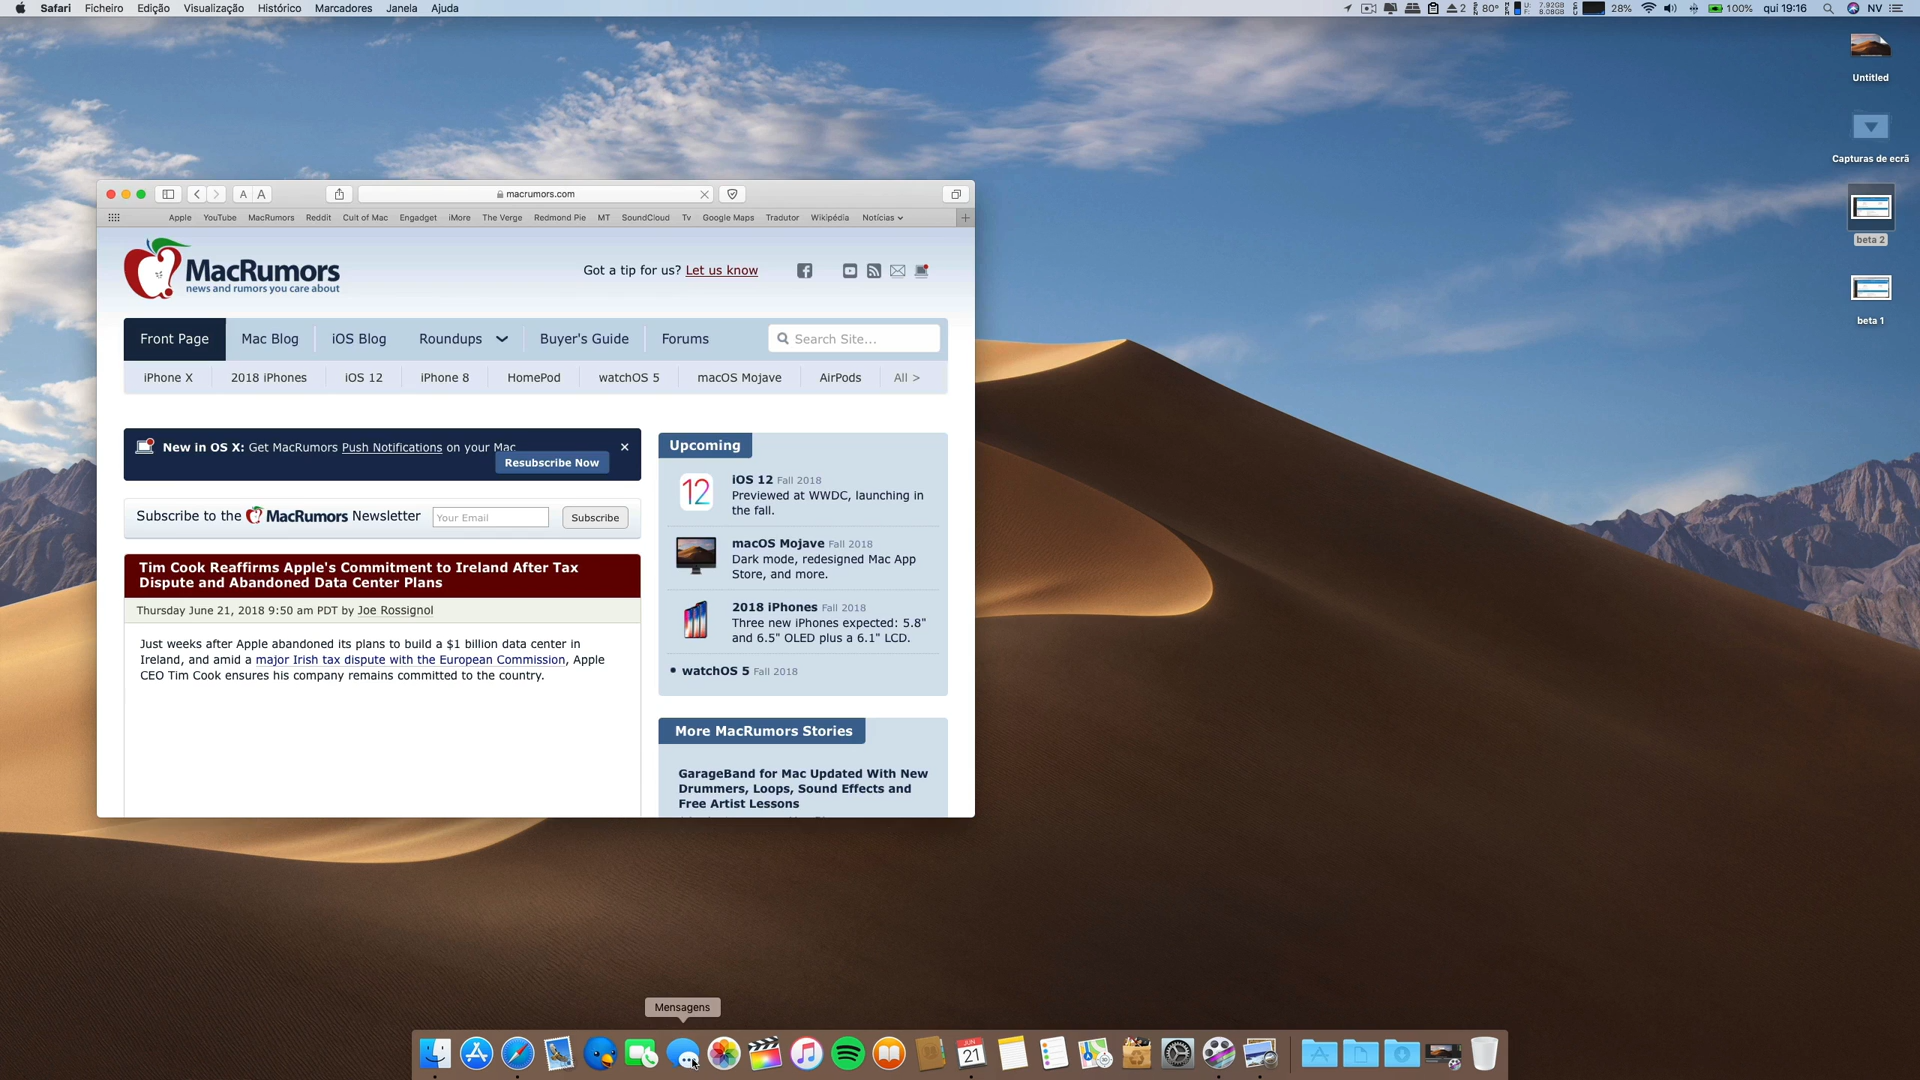 Safari Ficheiro Edição Visualização Histórico Marcadores Janela Ajuda
2 80° 7.92GB 8.08GB 28% 100% qui 19:16 NV
Untitled
Capturas de ecrã
beta 2
beta 1
A A macrumors.com
Apple YouTube MacRumors Reddit Cult of Mac Engadget iMore The Verge Redmond Pie MT SoundCloud Tv Google Maps Tradutor Wikipédia Notícias
MacRumors
news and rumors you care about
Got a tip for us? Let us know
Front Page Mac Blog iOS Blog Roundups Buyer's Guide Forums Search Site...
iPhone X 2018 iPhones iOS 12 iPhone 8 HomePod watchOS 5 macOS Mojave AirPods All >
New in OS X: Get MacRumors Push Notifications on your Mac
Resubscribe Now
Subscribe to the MacRumors Newsletter Your Email Subscribe
Tim Cook Reaffirms Apple's Commitment to Ireland After Tax
Dispute and Abandoned Data Center Plans
Thursday June 21, 2018 9:50 am PDT by Joe Rossignol
Just weeks after Apple abandoned its plans to build a $1 billion data center in
Ireland, and amid a major Irish tax dispute with the European Commission, Apple
CEO Tim Cook ensures his company remains committed to the country.
Upcoming
12
iOS 12 Fall 2018
Previewed at WWDC, launching in
the fall.
macOS Mojave Fall 2018
Dark mode, redesigned Mac App
Store, and more.
2018 iPhones Fall 2018
Three new iPhones expected: 5.8"
and 6.5" OLED plus a 6.1" LCD.
• watchOS 5 Fall 2018
More MacRumors Stories
GarageBand for Mac Updated With New
Drummers, Loops, Sound Effects and
Free Artist Lessons
Mensagens
JUN
21